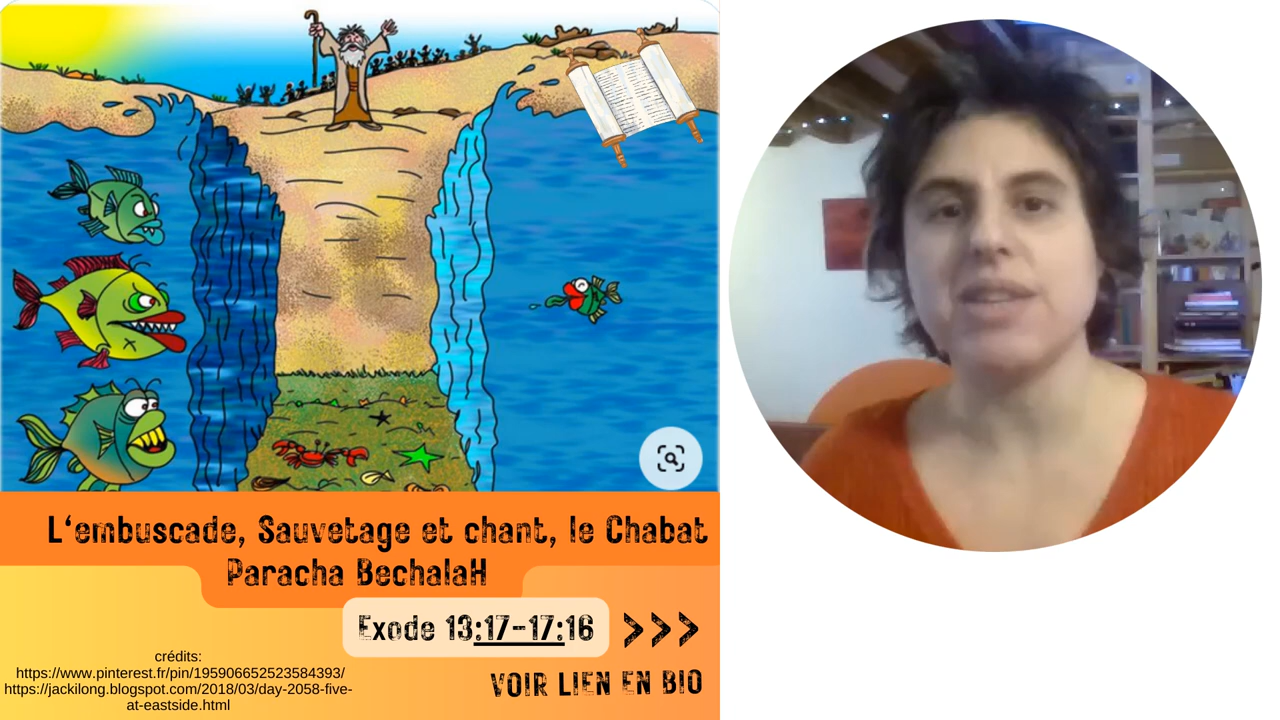 L'embuscade, Sauvetage et chant, le Chabat
Paracha BechalaH
Exode 13:17-17:16 >>>
VOIR LIEN EN BIO
crédits:
https://www.pinterest.fr/pin/195906652523584393/
https://jackilong.blogspot.com/2018/03/day-2058-five-
at-eastside.html